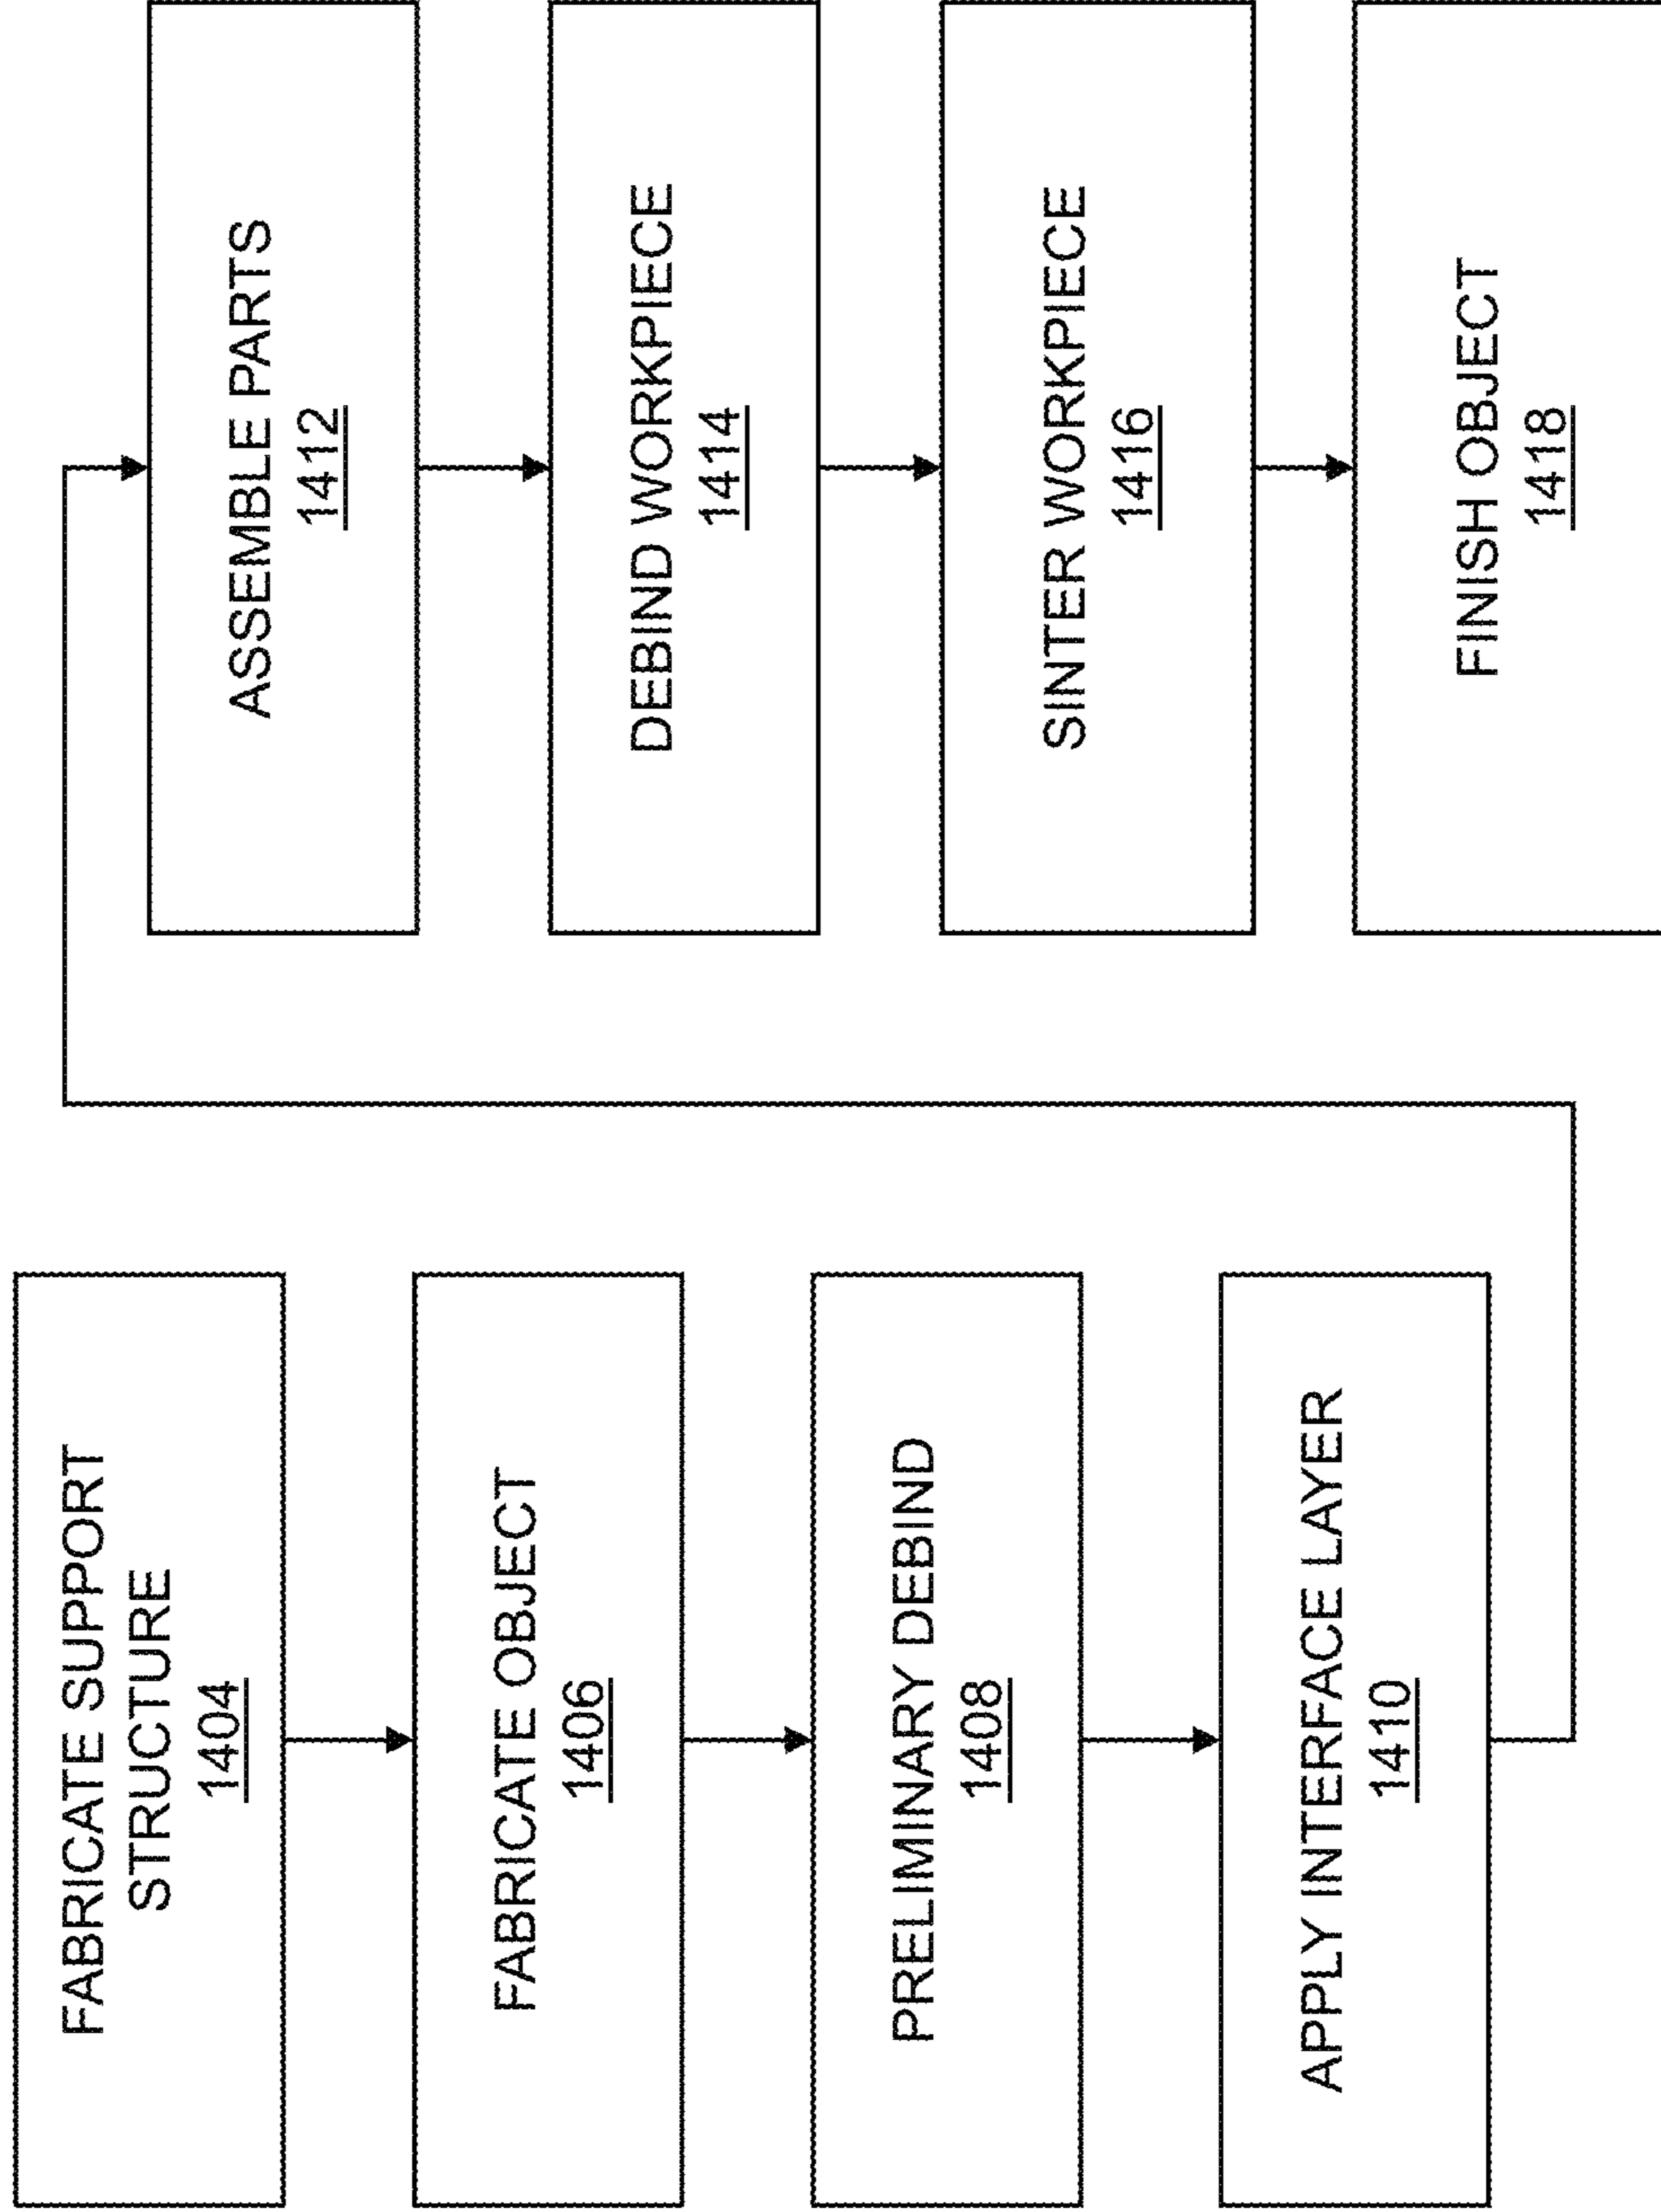 FABRICATE SUPPORT
STRUCTURE
1404
FABRICATE OBJECT
1406
PRELIMINARY DEBIND
1408
APPLY INTERFACE LAYER
1410
ASSEMBLE PARTS
1412
DEBIND WORKPIECE
1414
SINTER WORKPIECE
1416
FINISH OBJECT
1418